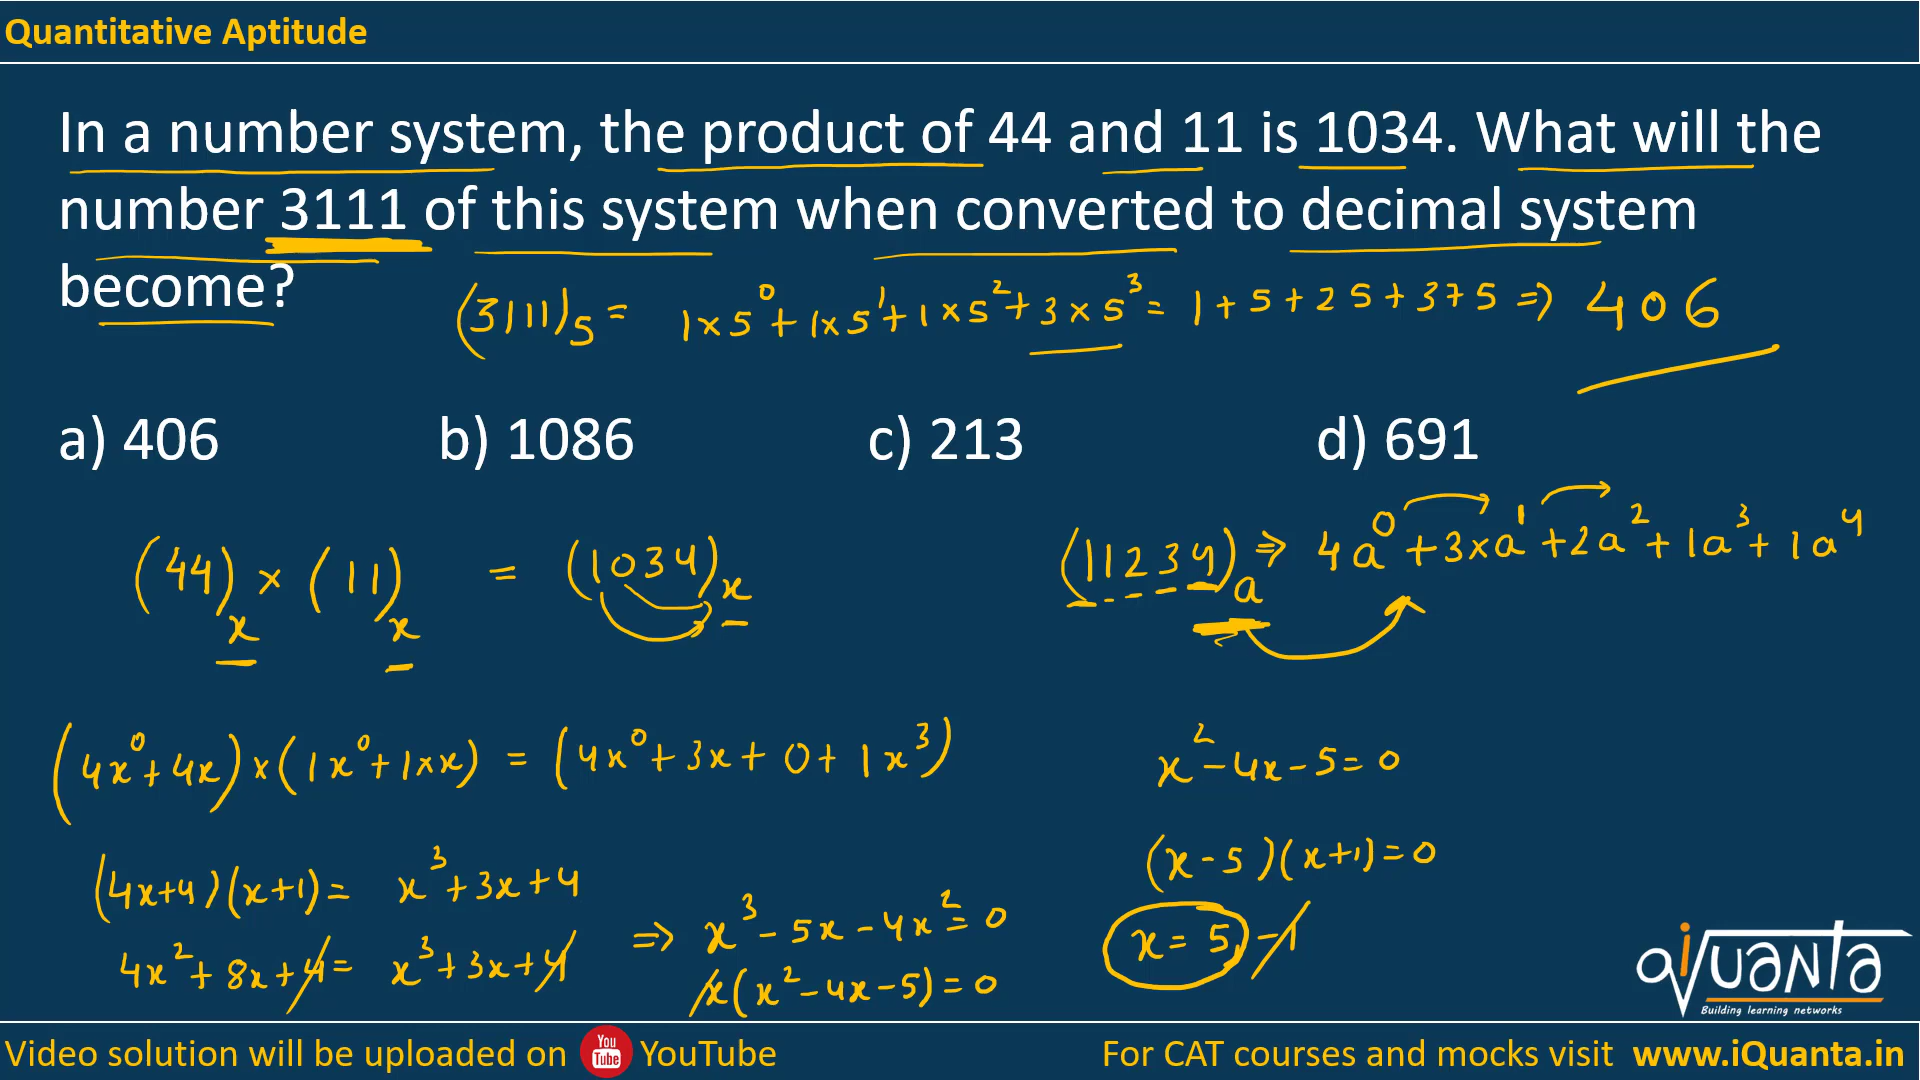 Quantitative Aptitude
In a number system, the product of 44 and 11 is 1034. What will the
number 3111 of this system when converted to decimal system
become?
(3111)₅ = 1×5⁰ + 1×5¹ + 1×5² + 3×5³ = 1 + 5 + 25 + 375 ⇒ 406
a) 406 b) 1086 c) 213 d) 691
(44)ₓ × (11)ₓ = (1034)ₓ
(11234)ₐ ⇒ 4a⁰ + 3×a¹ + 2a² + 1a³ + 1a⁴
(4x⁰ + 4x) × (1x⁰ + 1×x) = (4x⁰ + 3x + 0 + 1x³)
(4x+4)(x+1) = x³ + 3x + 4
4x² + 8x + 4 = x³ + 3x + 4
⇒ x³ - 5x - 4x² = 0
x(x² - 4x - 5) = 0
x² - 4x - 5 = 0
(x - 5)(x + 1) = 0
x = 5, -1
iQuanta
Building learning networks
Video solution will be uploaded on You Tube YouTube
For CAT courses and mocks visit www.iQuanta.in